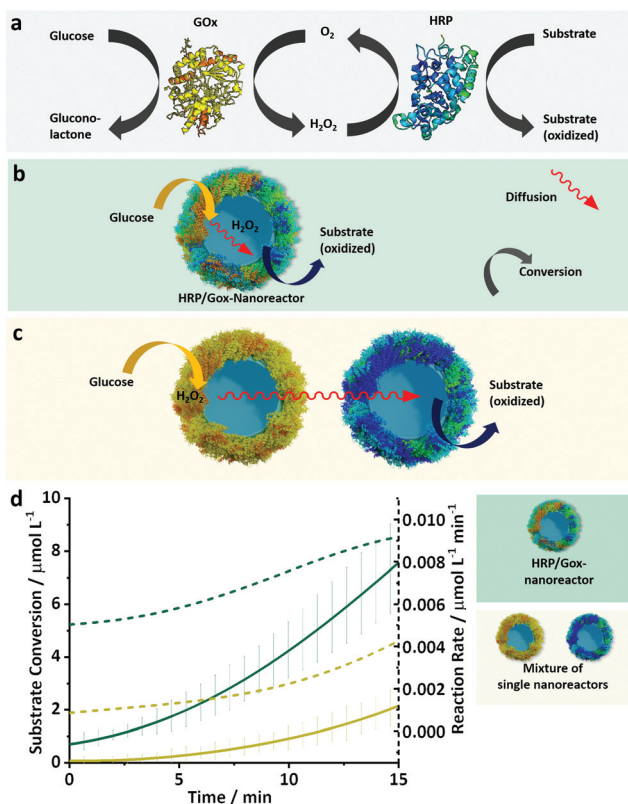 a
GOx
HRP
Glucose
O2
Substrate
Glucono-
lactone
H2O2
Substrate
(oxidized)
b
Glucose
H2O2
Substrate
(oxidized)
HRP/Gox-Nanoreactor
Diffusion
Conversion
c
Glucose
H2O2
Substrate
(oxidized)
d
Substrate Conversion / μmol L⁻¹
10
8
6
4
2
0
0
5
10
15
Time / min
0.010
0.008
0.006
0.004
0.002
0.000
Reaction Rate / μmol L⁻¹ min⁻¹
HRP/Gox-
nanoreactor
Mixture of
single nanoreactors